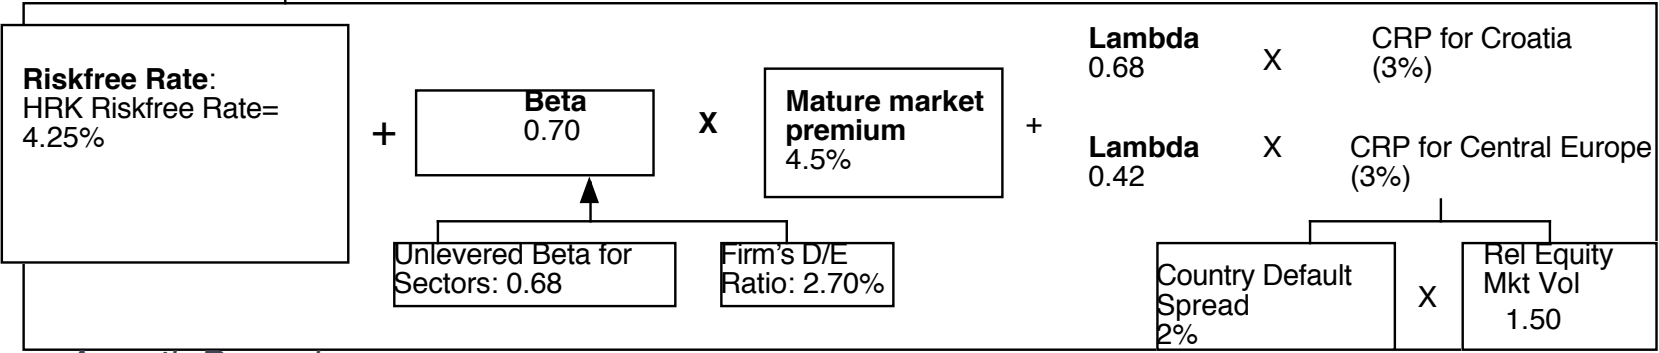 Riskfree Rate:
HRK Riskfree Rate=
4.25%
+
Beta
0.70
X
Mature market
premium
4.5%
+
Lambda
0.68
X
CRP for Croatia
(3%)
Lambda
0.42
X
CRP for Central Europe
(3%)
Unlevered Beta for
Sectors: 0.68
Firm's D/E
Ratio: 2.70%
Country Default
Spread
2%
X
Rel Equity
Mkt Vol
1.50